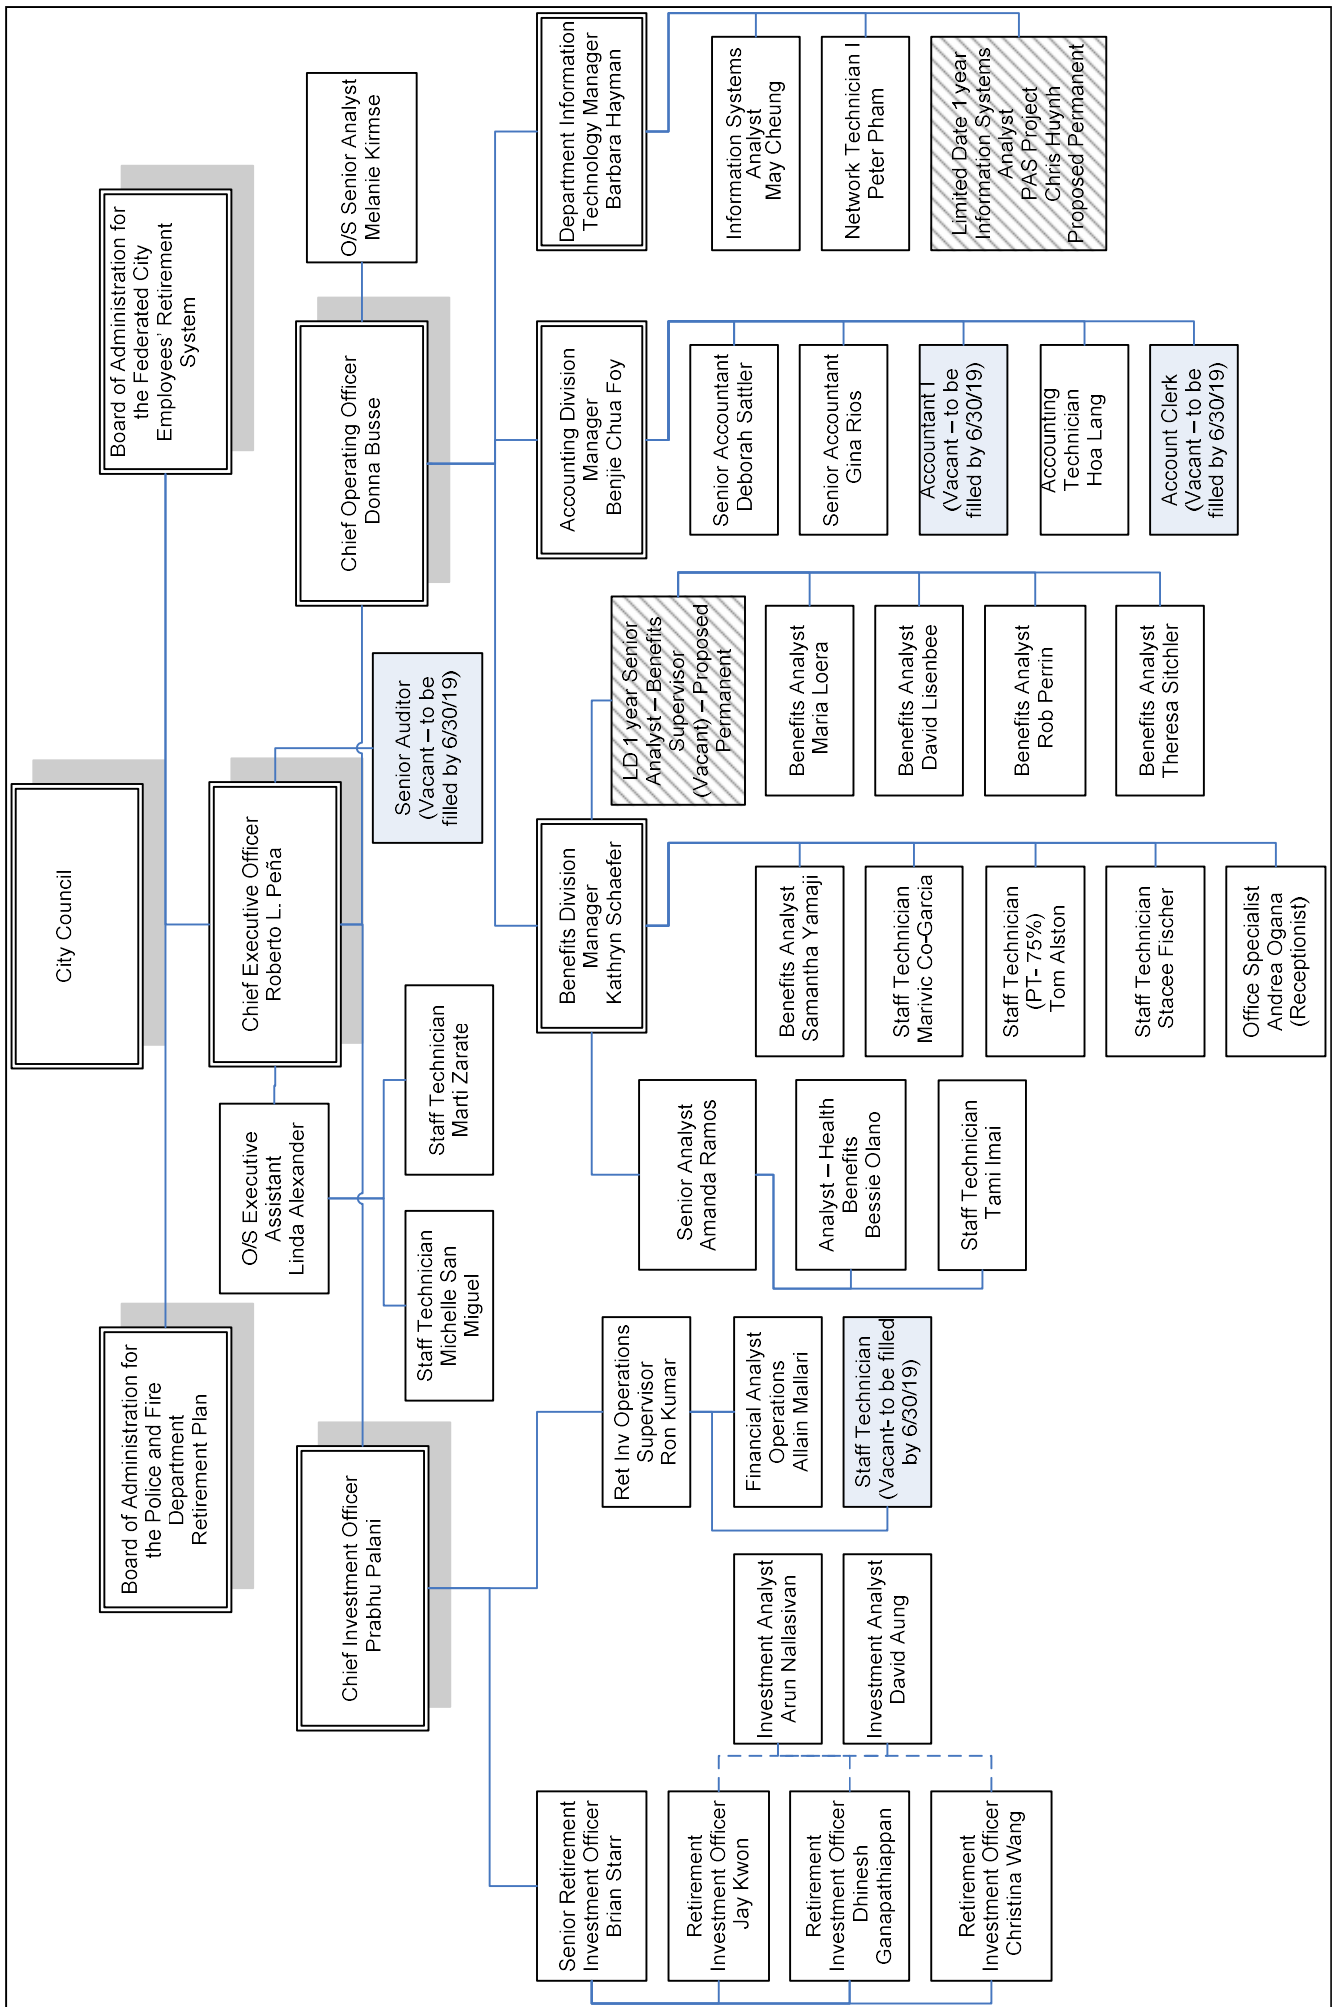 City Council
Board of Administration for
the Police and Fire
Department
Retirement Plan
Board of Administration for
the Federated City
Employees' Retirement
System
Chief Executive Officer
Roberto L. Peña
O/S Executive
Assistant
Linda Alexander
Staff Technician
Michelle San
Miguel
Staff Technician
Marti Zarate
Senior Auditor
(Vacant – to be
filled by 6/30/19)
Chief Investment Officer
Prabhu Palani
Chief Operating Officer
Donna Busse
O/S Senior Analyst
Melanie Kirmse
Senior Retirement
Investment Officer
Brian Starr
Retirement
Investment Officer
Jay Kwon
Retirement
Investment Officer
Dhinesh
Ganapathiappan
Retirement
Investment Officer
Christina Wang
Investment Analyst
Arun Nallasivan
Investment Analyst
David Aung
Ret Inv Operations
Supervisor
Ron Kumar
Financial Analyst
Operations
Allain Mallari
Staff Technician
(Vacant- to be filled
by 6/30/19)
Benefits Division
Manager
Kathryn Schaefer
Senior Analyst
Amanda Ramos
Analyst – Health
Benefits
Bessie Olano
Staff Technician
Tami Imai
Benefits Analyst
Samantha Yamaji
Staff Technician
Marivic Co-Garcia
Staff Technician
(PT- 75%)
Tom Alston
Staff Technician
Stacee Fischer
Office Specialist
Andrea Ogana
(Receptionist)
LD 1 year Senior
Analyst – Benefits
Supervisor
(Vacant) – Proposed
Permanent
Benefits Analyst
Maria Loera
Benefits Analyst
David Lisenbee
Benefits Analyst
Rob Perrin
Benefits Analyst
Theresa Sitchler
Accounting Division
Manager
Benjie Chua Foy
Senior Accountant
Deborah Sattler
Senior Accountant
Gina Rios
Accountant I
(Vacant – to be
filled by 6/30/19)
Accounting
Technician
Hoa Lang
Account Clerk
(Vacant – to be
filled by 6/30/19)
Department Information
Technology Manager
Barbara Hayman
Information Systems
Analyst
May Cheung
Network Technician I
Peter Pham
Limited Date 1 year
Information Systems
Analyst
PAS Project
Chris Huynh
Proposed Permanent